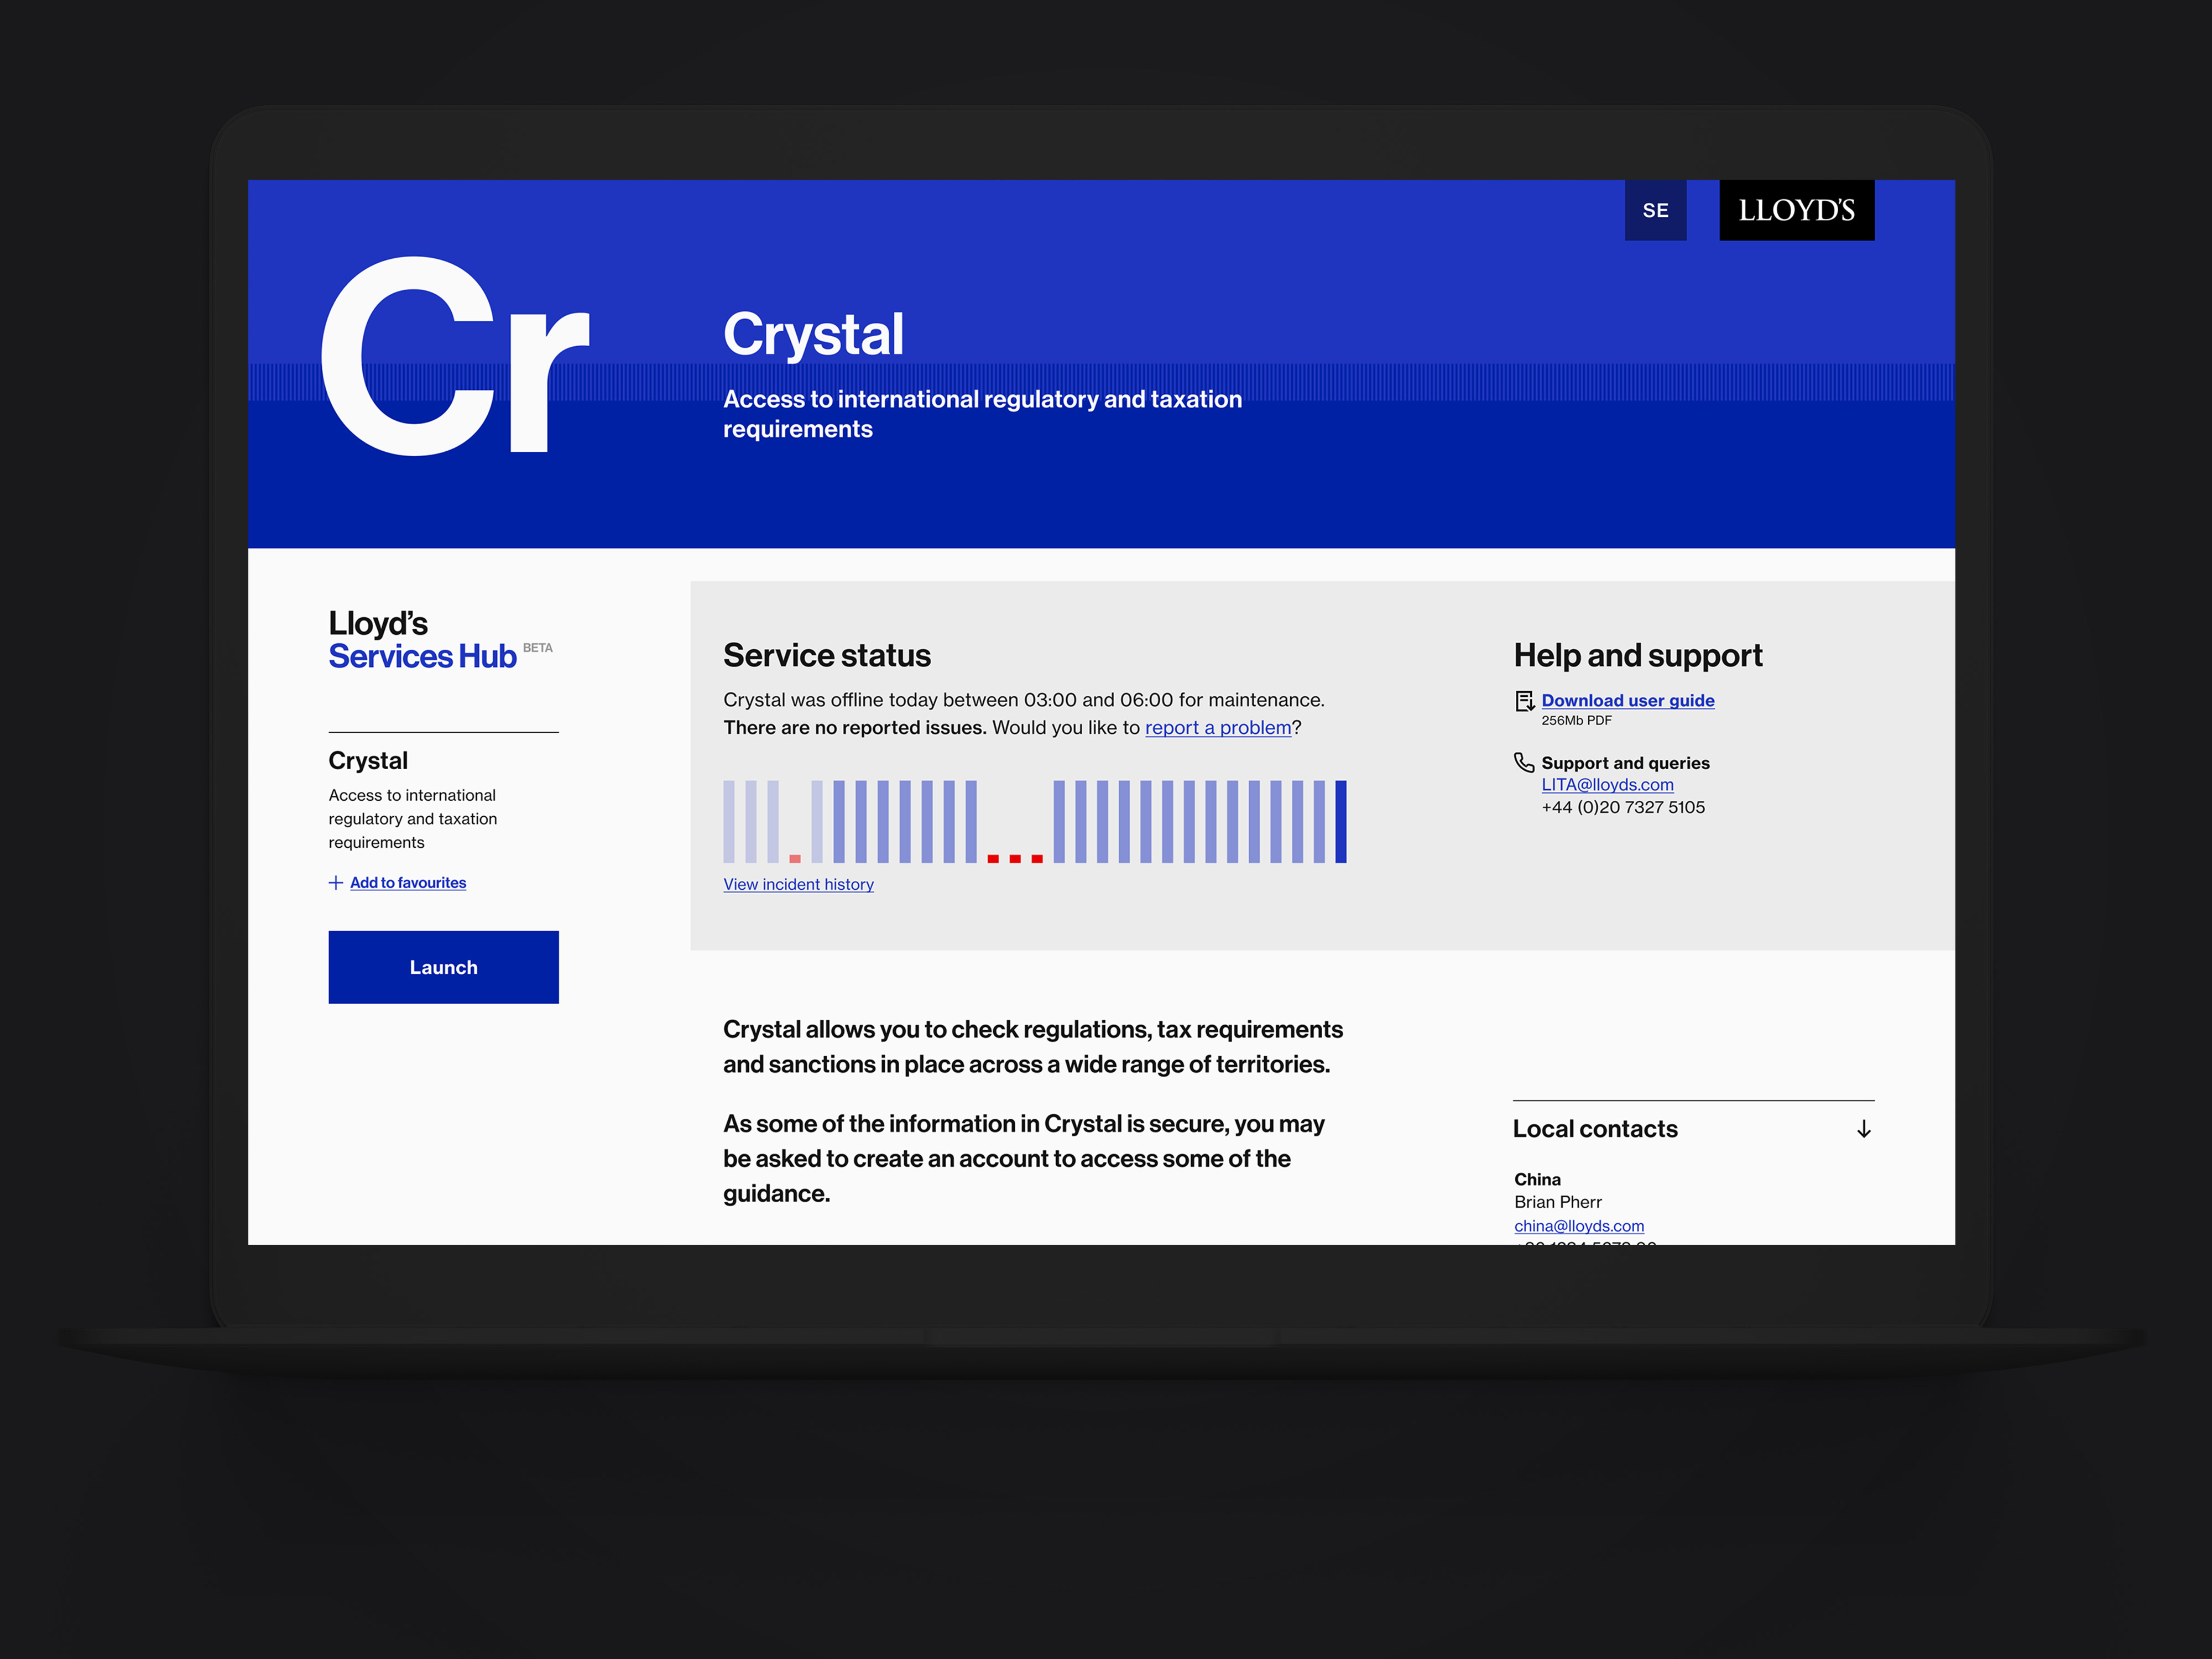 SE
LLOYD'S
Cr
Crystal
Access to international regulatory and taxation
requirements
Lloyd's
Services Hub BETA
Crystal
Access to international
regulatory and taxation
requirements
Add to favourites
Launch
Service status
Crystal was offline today between 03:00 and 06:00 for maintenance.
There are no reported issues. Would you like to report a problem?
View incident history
Help and support
Download user guide
256Mb PDF
Support and queries
LITA@lloyds.com
+44 (0)20 7327 5105
Crystal allows you to check regulations, tax requirements
and sanctions in place across a wide range of territories.
As some of the information in Crystal is secure, you may
be asked to create an account to access some of the
guidance.
Local contacts
China
Brian Pherr
china@lloyds.com